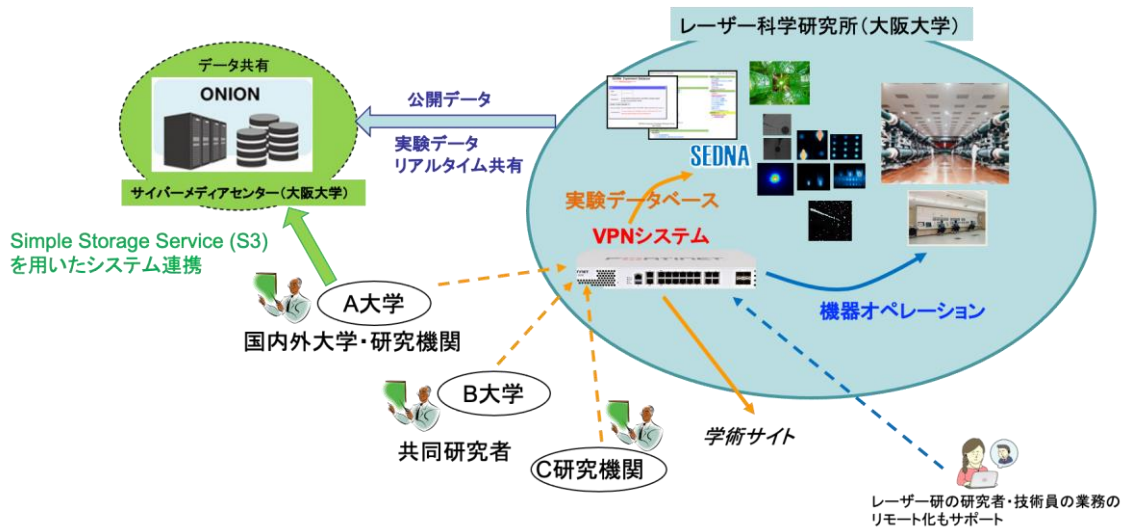 レーザー科学研究所(大阪大学)
データ共有
ONION
サイバーメディアセンター(大阪大学)
公開データ
実験データ
リアルタイム共有
SEDNA
実験データベース
VPNシステム
FORTINET
機器オペレーション
Simple Storage Service (S3)
を用いたシステム連携
A大学
国内外大学・研究機関
B大学
共同研究者
C研究機関
学術サイト
レーザー研の研究者・技術員の業務の
リモート化もサポート